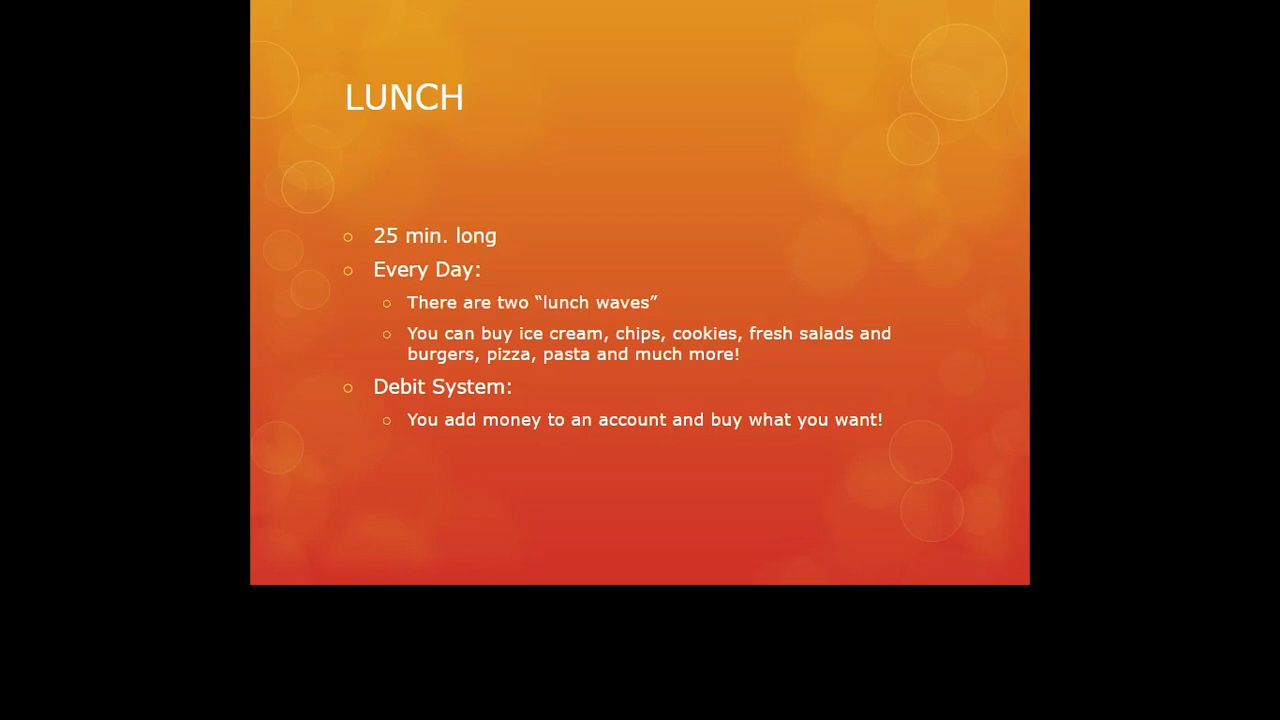 LUNCH
25 min. long
Every Day:
There are two “lunch waves”
You can buy ice cream, chips, cookies, fresh salads and
burgers, pizza, pasta and much more!
Debit System:
You add money to an account and buy what you want!